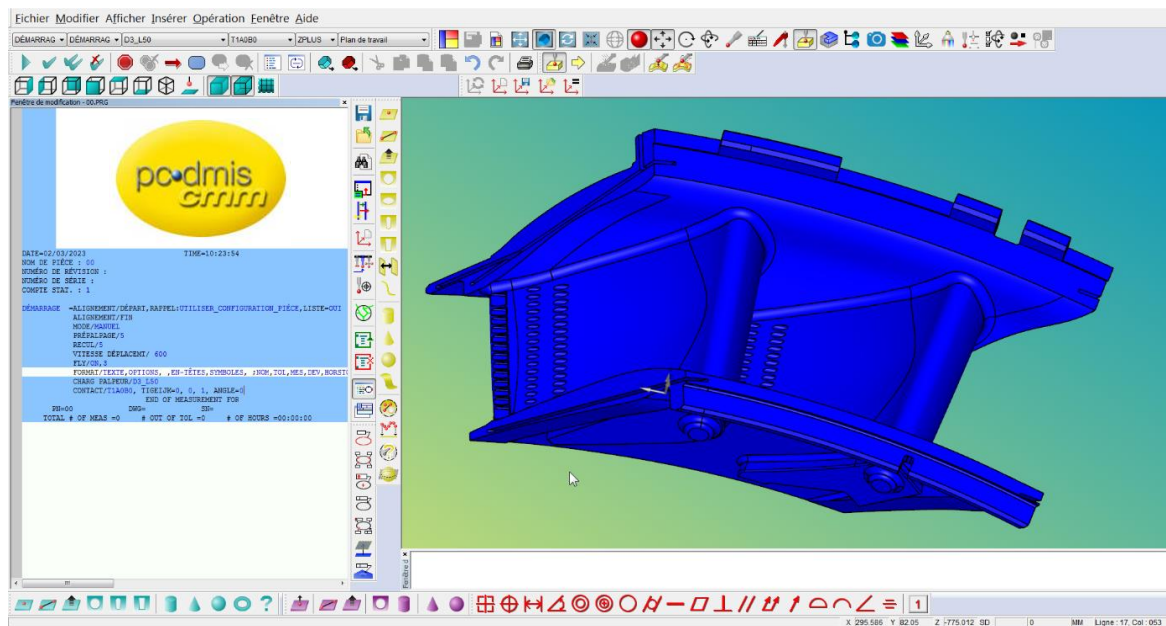 Fichier Modifier Afficher Insérer Opération Fenêtre Aide
DÉMARRAG DÉMARRAG D3_L50 T1A0B0 ZPLUS Plan de travail
Fenêtre de modification - 00.PRG
pc•dmis
cmm
DATE=02/03/2023 TIME=10:23:54
NOM DE PIÈCE : 00
NUMÉRO DE RÉVISION :
NUMÉRO DE SÉRIE :
COMPTE STAT. : 1
DÉMARRAGE =ALIGNEMENT/DÉPART,RAPPEL:UTILISER_CONFIGURATION_PIÈCE,LISTE=OUI
ALIGNEMENT/FIN
MODE/MANUEL
PRÉPALPAGE/5
RECUL/5
VITESSE DÉPLACEMT/ 600
FLY/ON,3
FORMAT/TEXTE,OPTIONS, ,EN-TÊTES,SYMBOLES, ;NOM,TOL,MES,DEV,HORSTO
CHARG PALPEUR/D3_L50
CONTACT/T1A0B0, TIGEIJK=0, 0, 1, ANGLE=0
END OF MEASUREMENT FOR
PN=00 DWG= SN=
TOTAL # OF MEAS =0 # OUT OF TOL =0 # OF HOURS =00:00:00
Fenêtre d
1
X 295.586 Y 82.05 Z -775.012 SD 0 MM Ligne : 17, Col : 053